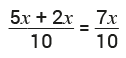 5x + 2x / 10 = 7x / 10